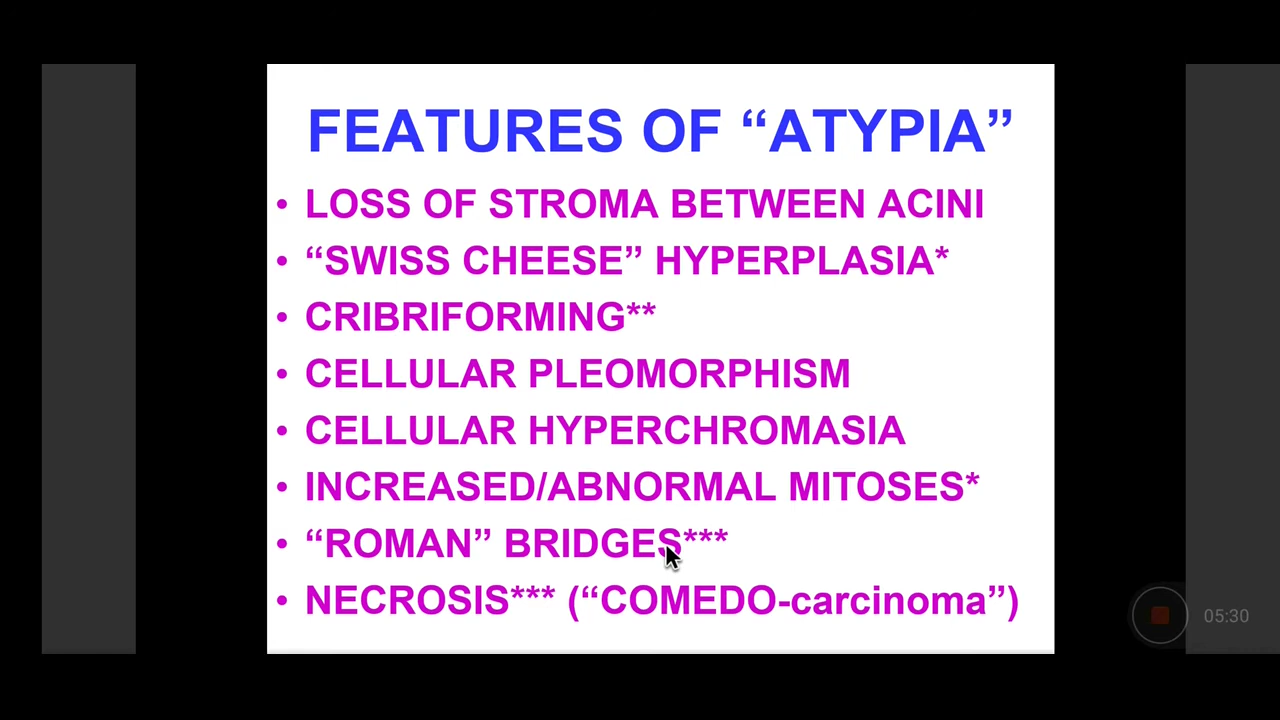 FEATURES OF “ATYPIA”
• LOSS OF STROMA BETWEEN ACINI
• “SWISS CHEESE” HYPERPLASIA*
• CRIBRIFORMING**
• CELLULAR PLEOMORPHISM
• CELLULAR HYPERCHROMASIA
• INCREASED/ABNORMAL MITOSES*
• “ROMAN” BRIDGES***
• NECROSIS*** (“COMEDO-carcinoma”)
05:30